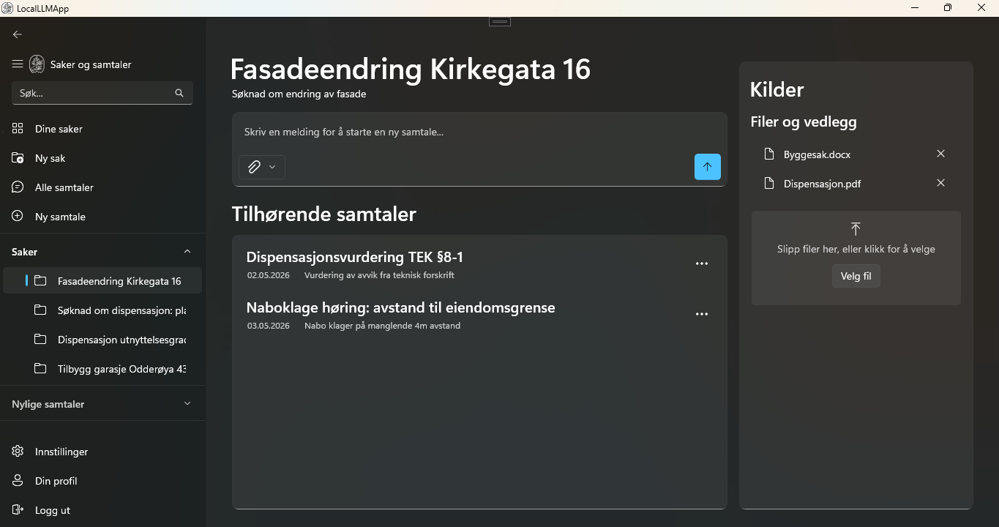 LocalLLMApp
Saker og samtaler
Søk...
Dine saker
Ny sak
Alle samtaler
Ny samtale
Saker
Fasadeendring Kirkegata 16
Søknad om dispensasjon: pla
Dispensasjon utnyttelsesgrad
Tilbygg garasje Odderøya 43
Nylige samtaler
Innstillinger
Din profil
Logg ut
Fasadeendring Kirkegata 16
Søknad om endring av fasade
Skriv en melding for å starte en ny samtale...
Tilhørende samtaler
Dispensasjonsvurdering TEK §8-1
02.05.2026 Vurdering av avvik fra teknisk forskrift
Naboklage høring: avstand til eiendomsgrense
03.05.2026 Nabo klager på manglende 4m avstand
Kilder
Filer og vedlegg
Byggesak.docx
Dispensasjon.pdf
Slipp filer her, eller klikk for å velge
Velg fil